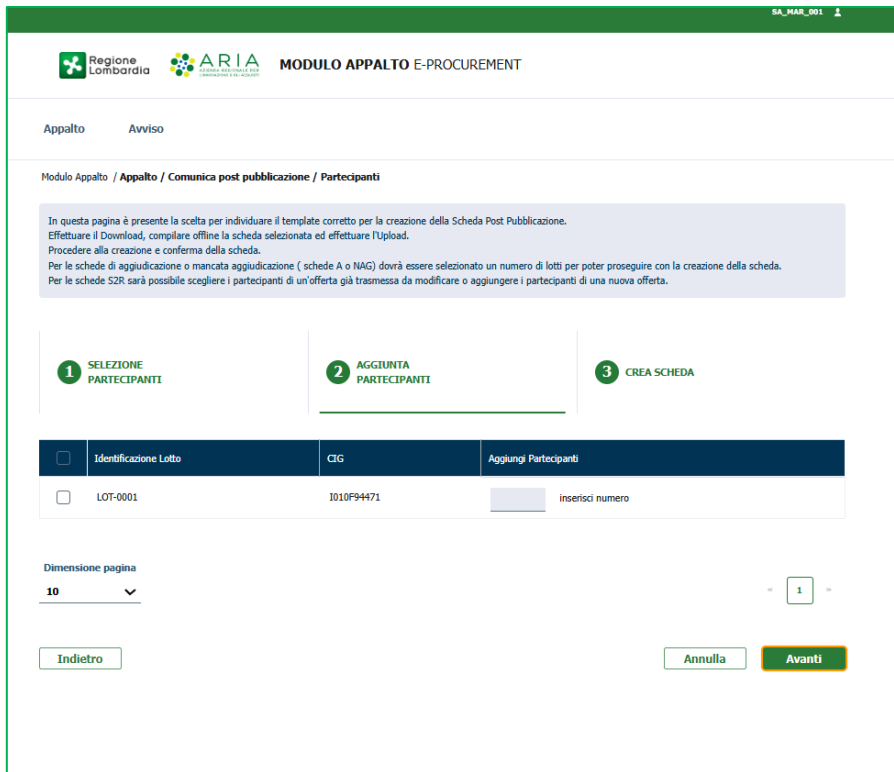 SA_MAR_001
Regione
Lombardia
ARIA
AZIENDA REGIONALE PER
L'INNOVAZIONE E GLI ACQUISTI
MODULO APPALTO E-PROCUREMENT
Appalto Avviso
Modulo Appalto / Appalto / Comunica post pubblicazione / Partecipanti
In questa pagina è presente la scelta per individuare il template corretto per la creazione della Scheda Post Pubblicazione.
Effettuare il Download, compilare offline la scheda selezionata ed effettuare l'Upload.
Procedere alla creazione e conferma della scheda.
Per le schede di aggiudicazione o mancata aggiudicazione ( schede A o NAG) dovrà essere selezionato un numero di lotti per poter proseguire con la creazione della scheda.
Per le schede S2R sarà possibile scegliere i partecipanti di un'offerta già trasmessa da modificare o aggiungere i partecipanti di una nuova offerta.
1 SELEZIONE
PARTECIPANTI
2 AGGIUNTA
PARTECIPANTI
3 CREA SCHEDA
Identificazione Lotto CIG Aggiungi Partecipanti
LOT-0001 I010F94471 inserisci numero
Dimensione pagina
10
« 1 »
Indietro Annulla Avanti